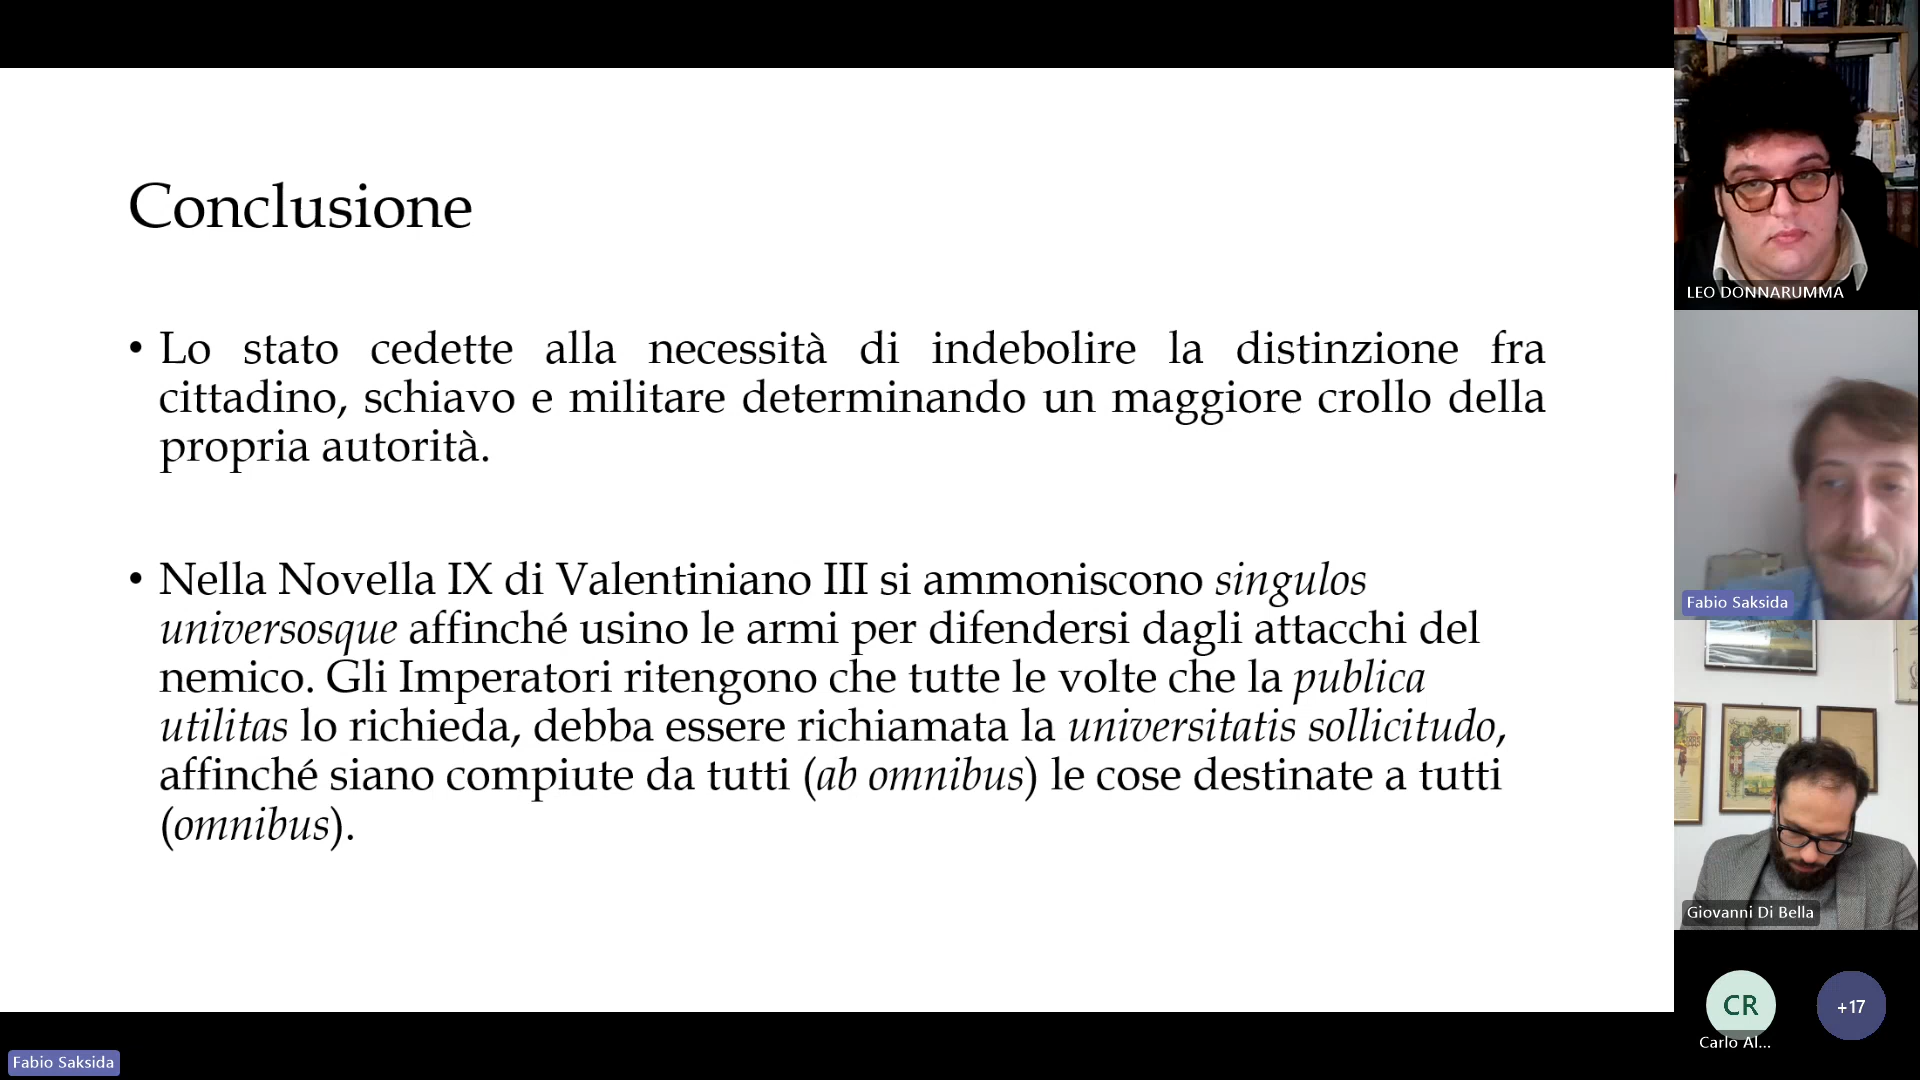 Conclusione
• Lo stato cedette alla necessità di indebolire la distinzione fra
cittadino, schiavo e militare determinando un maggiore crollo della
propria autorità.
• Nella Novella IX di Valentiniano III si ammoniscono singulos
universosque affinché usino le armi per difendersi dagli attacchi del
nemico. Gli Imperatori ritengono che tutte le volte che la publica
utilitas lo richieda, debba essere richiamata la universitatis sollicitudo,
affinché siano compiute da tutti (ab omnibus) le cose destinate a tutti
(omnibus).
LEO DONNARUMMA
Fabio Saksida
Giovanni Di Bella
CR
+17
Carlo Al...
Fabio Saksida